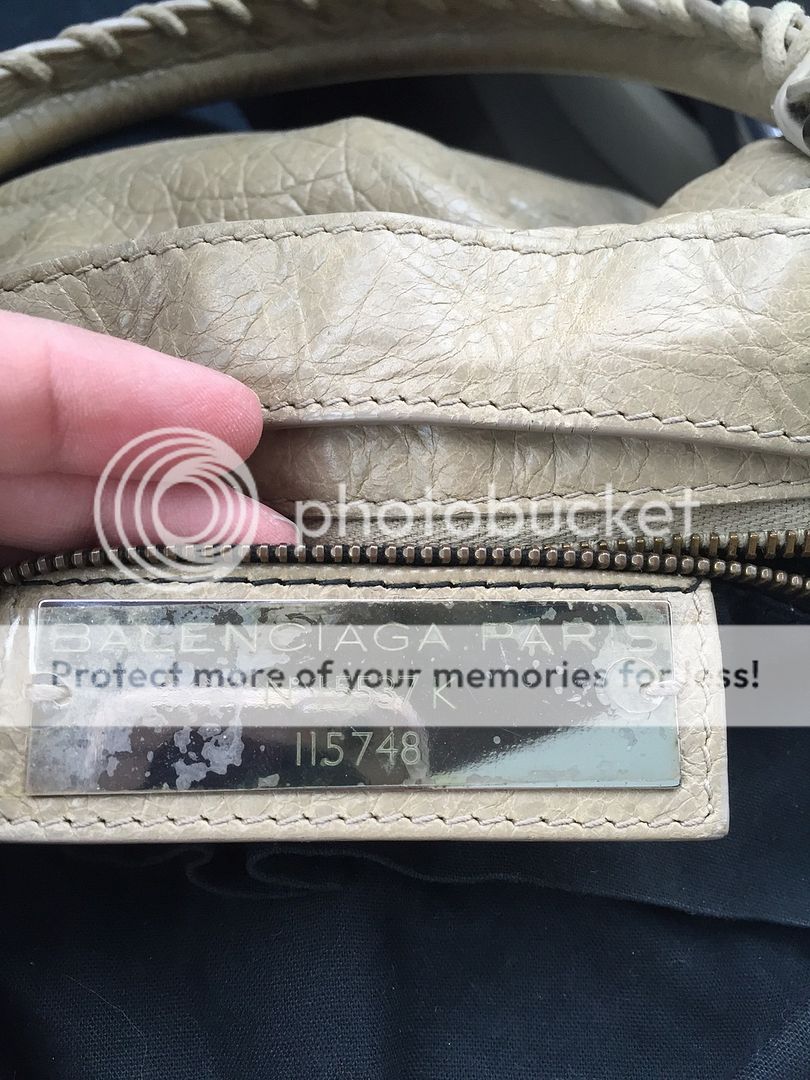 photobucket
BALENCIAGA PARIS
Protect more of your memories for less!
115748